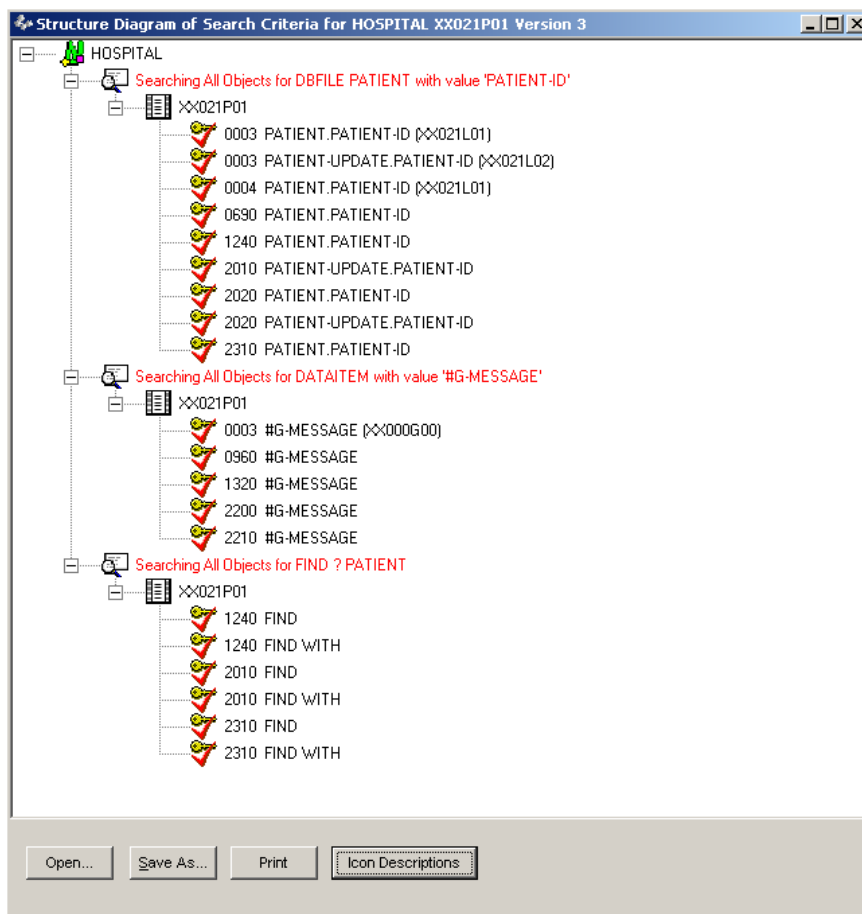 Structure Diagram of Search Criteria for HOSPITAL XX021P01 Version 3
HOSPITAL
Searching All Objects for DBFILE PATIENT with value 'PATIENT-ID'
XX021P01
0003 PATIENT.PATIENT-ID (XX021L01)
0003 PATIENT-UPDATE.PATIENT-ID (XX021L02)
0004 PATIENT.PATIENT-ID (XX021L01)
0690 PATIENT.PATIENT-ID
1240 PATIENT.PATIENT-ID
2010 PATIENT-UPDATE.PATIENT-ID
2020 PATIENT.PATIENT-ID
2020 PATIENT-UPDATE.PATIENT-ID
2310 PATIENT.PATIENT-ID
Searching All Objects for DATAITEM with value '#G-MESSAGE'
XX021P01
0003 #G-MESSAGE (XX000G00)
0960 #G-MESSAGE
1320 #G-MESSAGE
2200 #G-MESSAGE
2210 #G-MESSAGE
Searching All Objects for FIND ? PATIENT
XX021P01
1240 FIND
1240 FIND WITH
2010 FIND
2010 FIND WITH
2310 FIND
2310 FIND WITH
Open... Save As... Print Icon Descriptions